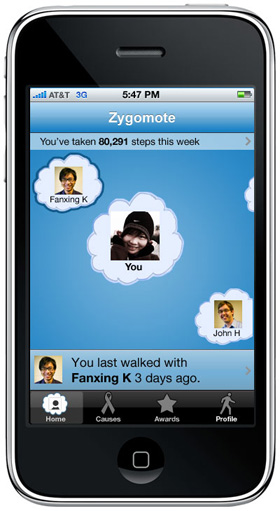 AT&T 3G 5:47 PM
Zygomote
You've taken 80,291 steps this week
Fanxing K
You
John H
You last walked with
Fanxing K 3 days ago.
Home Causes Awards Profile